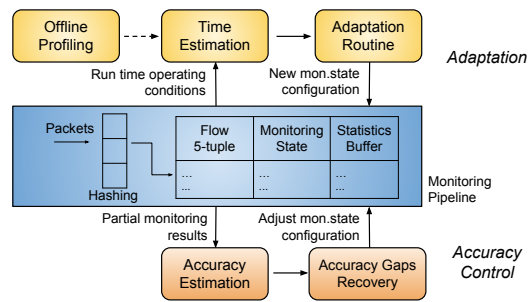 Offline
Profiling
Time
Estimation
Adaptation
Routine
Adaptation
Run time operating
conditions
New mon.state
configuration
Packets
Hashing
Flow
5-tuple
Monitoring
State
Statistics
Buffer
...
...
...
...
...
...
Monitoring
Pipeline
Partial monitoring
results
Adjust mon.state
configuration
Accuracy
Estimation
Accuracy Gaps
Recovery
Accuracy
Control